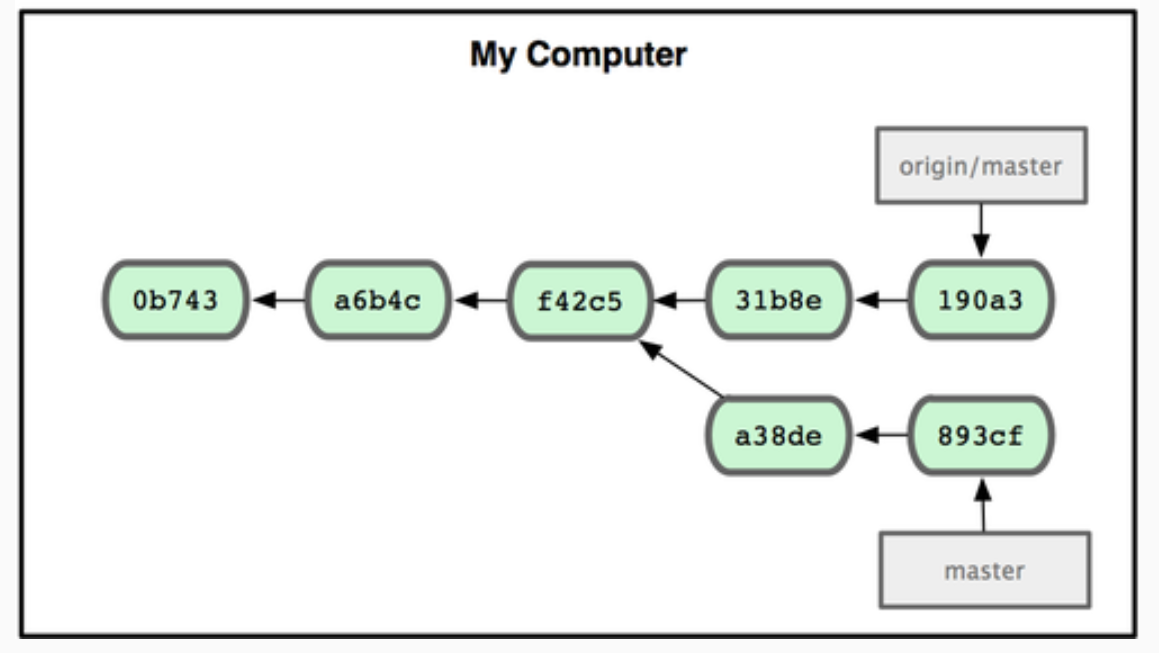 My Computer
origin/master
0b743 a6b4c f42c5 31b8e 190a3
a38de 893cf
master